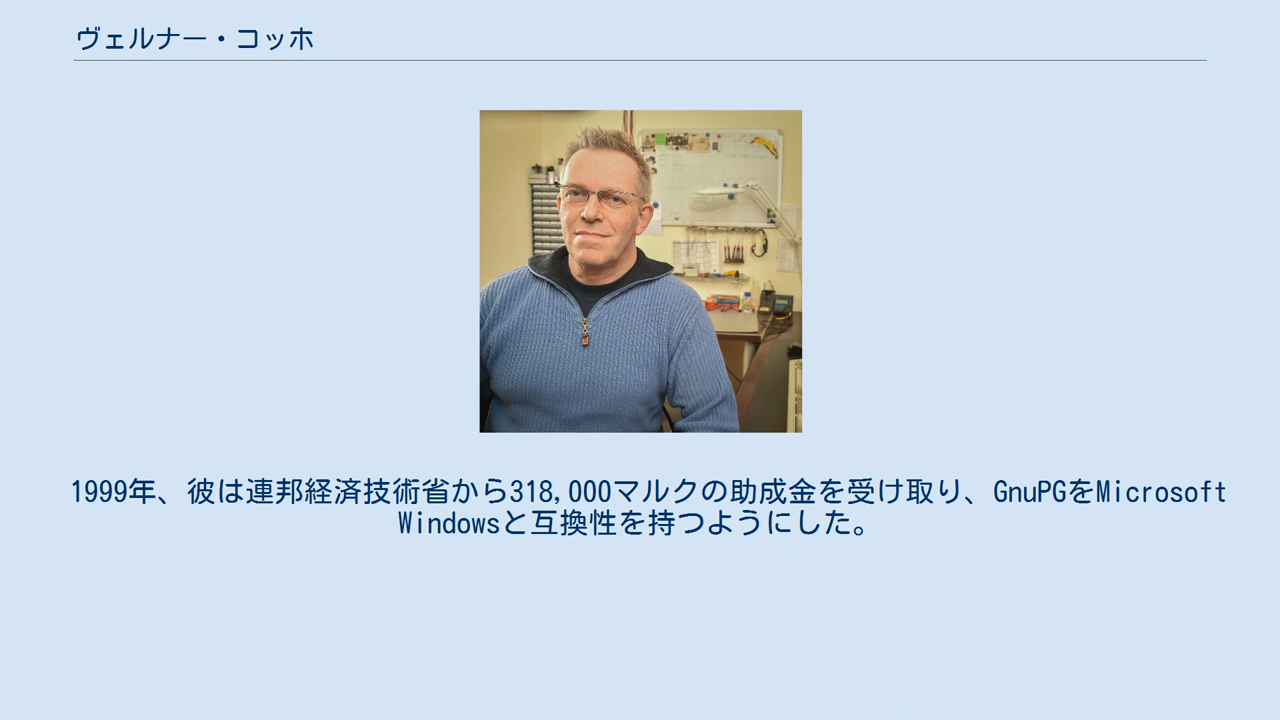 ヴェルナー・コッホ
1999年、彼は連邦経済技術省から318,000マルクの助成金を受け取り、GnuPGをMicrosoft
Windowsと互換性を持つようにした。